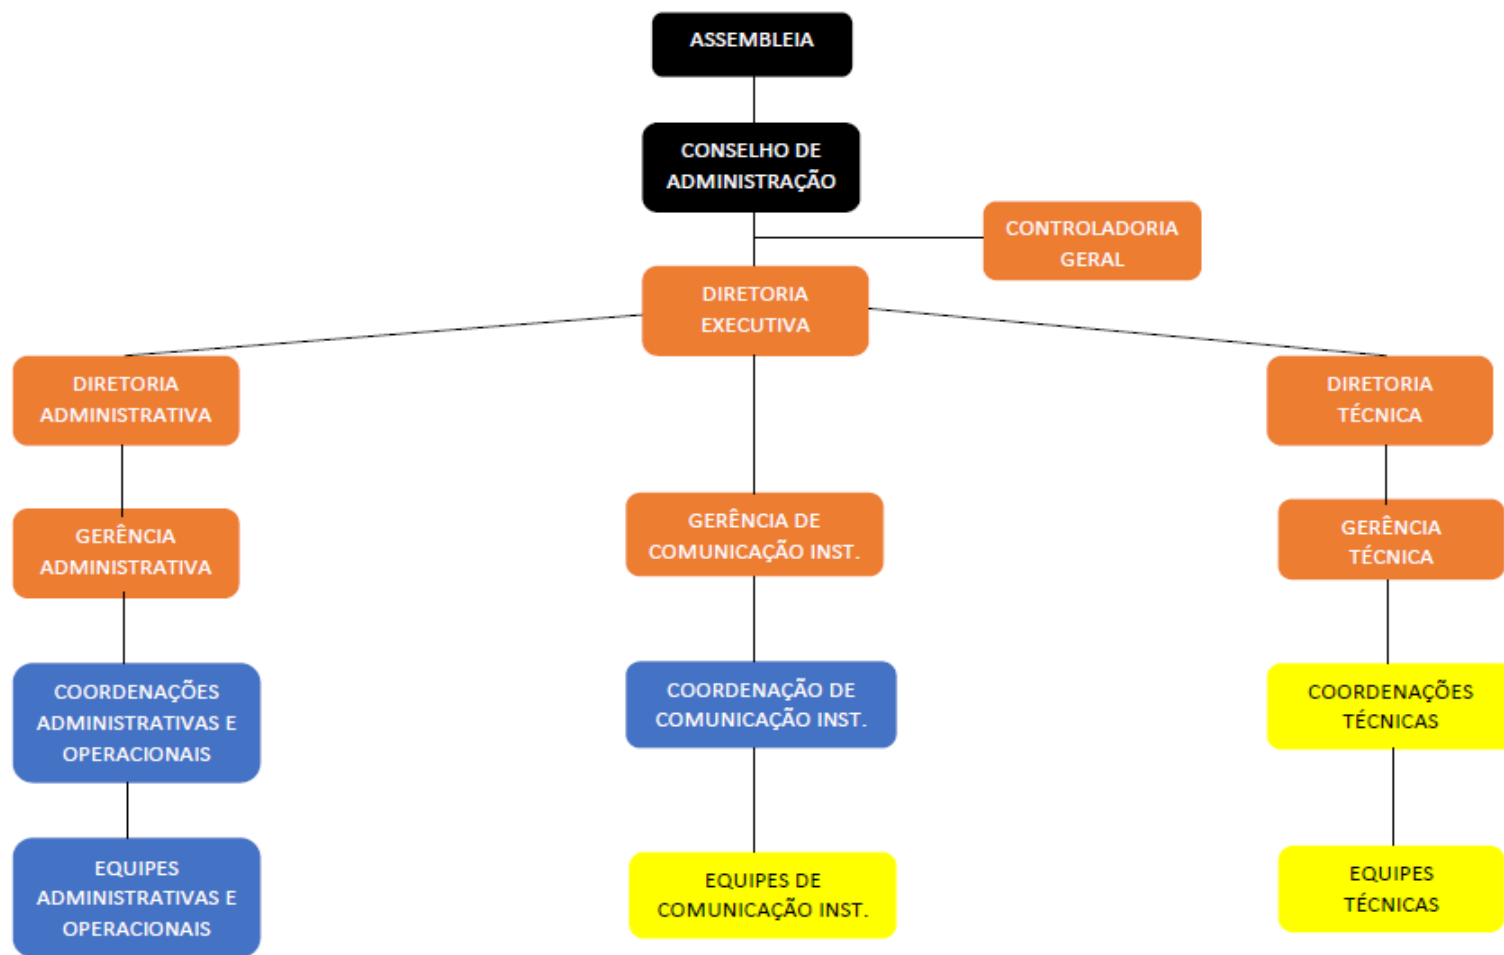 ASSEMBLEIA
CONSELHO DE
ADMINISTRAÇÃO
CONTROLADORIA
GERAL
DIRETORIA
EXECUTIVA
DIRETORIA
ADMINISTRATIVA
DIRETORIA
TÉCNICA
GERÊNCIA
ADMINISTRATIVA
GERÊNCIA DE
COMUNICAÇÃO INST.
GERÊNCIA
TÉCNICA
COORDENAÇÕES
ADMINISTRATIVAS E
OPERACIONAIS
COORDENAÇÃO DE
COMUNICAÇÃO INST.
COORDENAÇÕES
TÉCNICAS
EQUIPES
ADMINISTRATIVAS E
OPERACIONAIS
EQUIPES DE
COMUNICAÇÃO INST.
EQUIPES
TÉCNICAS